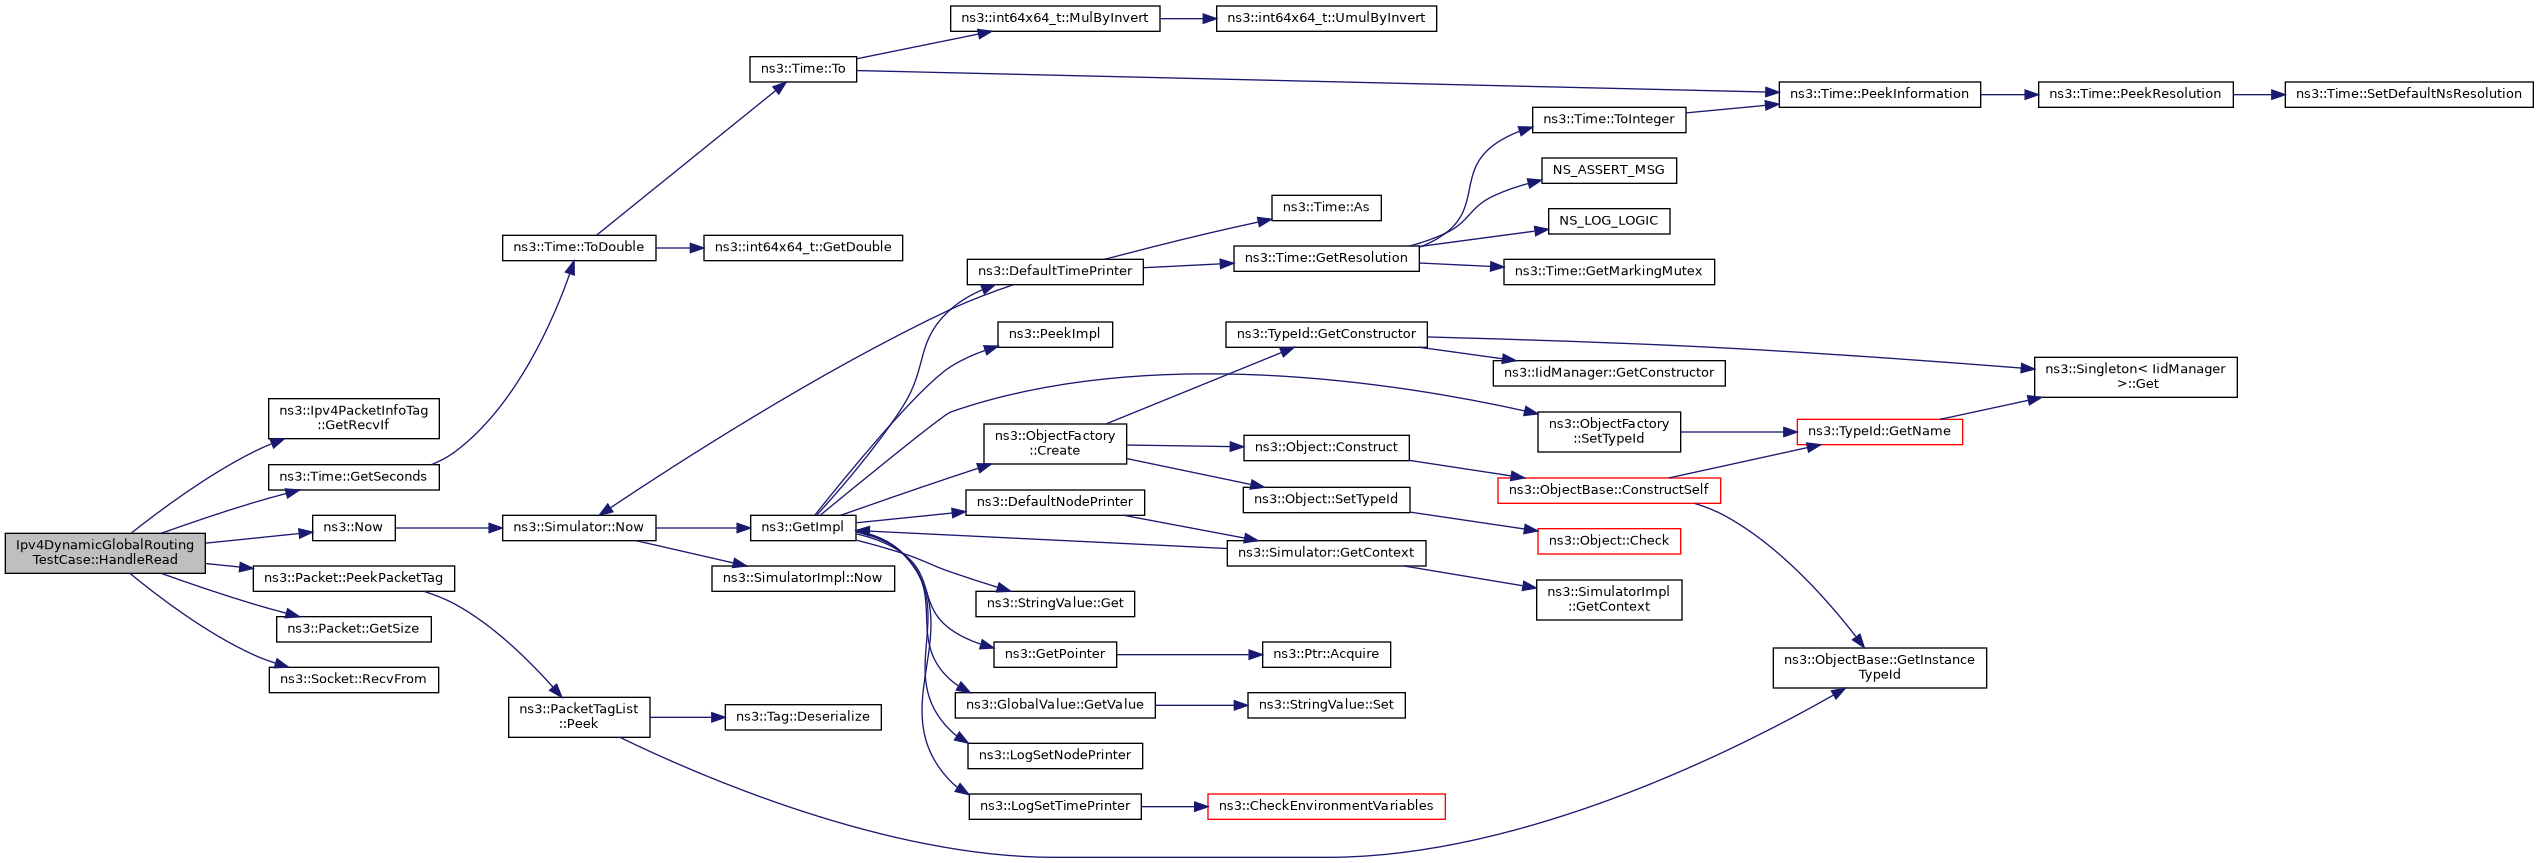 Ipv4DynamicGlobalRouting
TestCase::HandleRead
ns3::Ipv4PacketInfoTag
::GetRecvIf
ns3::Time::GetSeconds
ns3::Now
ns3::Packet::PeekPacketTag
ns3::Packet::GetSize
ns3::Socket::RecvFrom
ns3::Time::ToDouble
ns3::Simulator::Now
ns3::PacketTagList
::Peek
ns3::Time::To
ns3::int64x64_t::GetDouble
ns3::GetImpl
ns3::SimulatorImpl::Now
ns3::Tag::Deserialize
ns3::int64x64_t::MulByInvert
ns3::DefaultTimePrinter
ns3::PeekImpl
ns3::ObjectFactory
::Create
ns3::DefaultNodePrinter
ns3::StringValue::Get
ns3::GetPointer
ns3::GlobalValue::GetValue
ns3::LogSetNodePrinter
ns3::LogSetTimePrinter
ns3::int64x64_t::UmulByInvert
ns3::Time::As
ns3::Time::GetResolution
ns3::TypeId::GetConstructor
ns3::Object::Construct
ns3::Object::SetTypeId
ns3::Simulator::GetContext
ns3::Ptr::Acquire
ns3::StringValue::Set
ns3::CheckEnvironmentVariables
ns3::Time::ToInteger
NS_ASSERT_MSG
NS_LOG_LOGIC
ns3::Time::GetMarkingMutex
ns3::IidManager::GetConstructor
ns3::ObjectFactory
::SetTypeId
ns3::ObjectBase::ConstructSelf
ns3::Object::Check
ns3::SimulatorImpl
::GetContext
ns3::Time::PeekInformation
ns3::TypeId::GetName
ns3::ObjectBase::GetInstance
TypeId
ns3::Time::PeekResolution
ns3::Singleton< IidManager
>::Get
ns3::Time::SetDefaultNsResolution